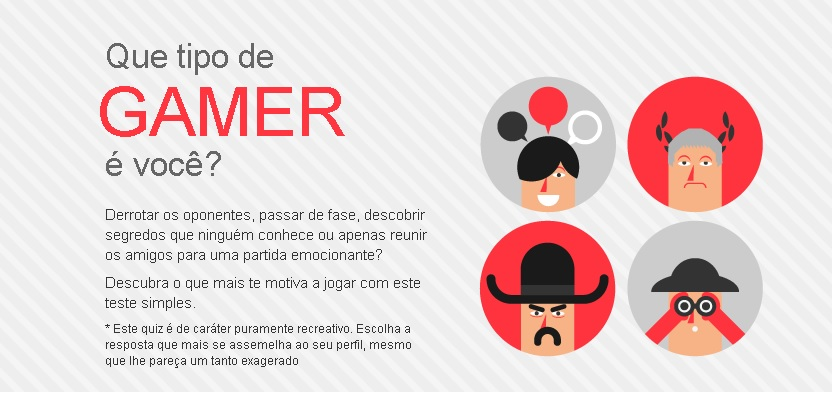 Que tipo de
GAMER
é você?
Derrotar os oponentes, passar de fase, descobrir
segredos que ninguém conhece ou apenas reunir
os amigos para uma partida emocionante?
Descubra o que mais te motiva a jogar com este
teste simples.
* Este quiz é de caráter puramente recreativo. Escolha a
resposta que mais se assemelha ao seu perfil, mesmo
que lhe pareça um tanto exagerado